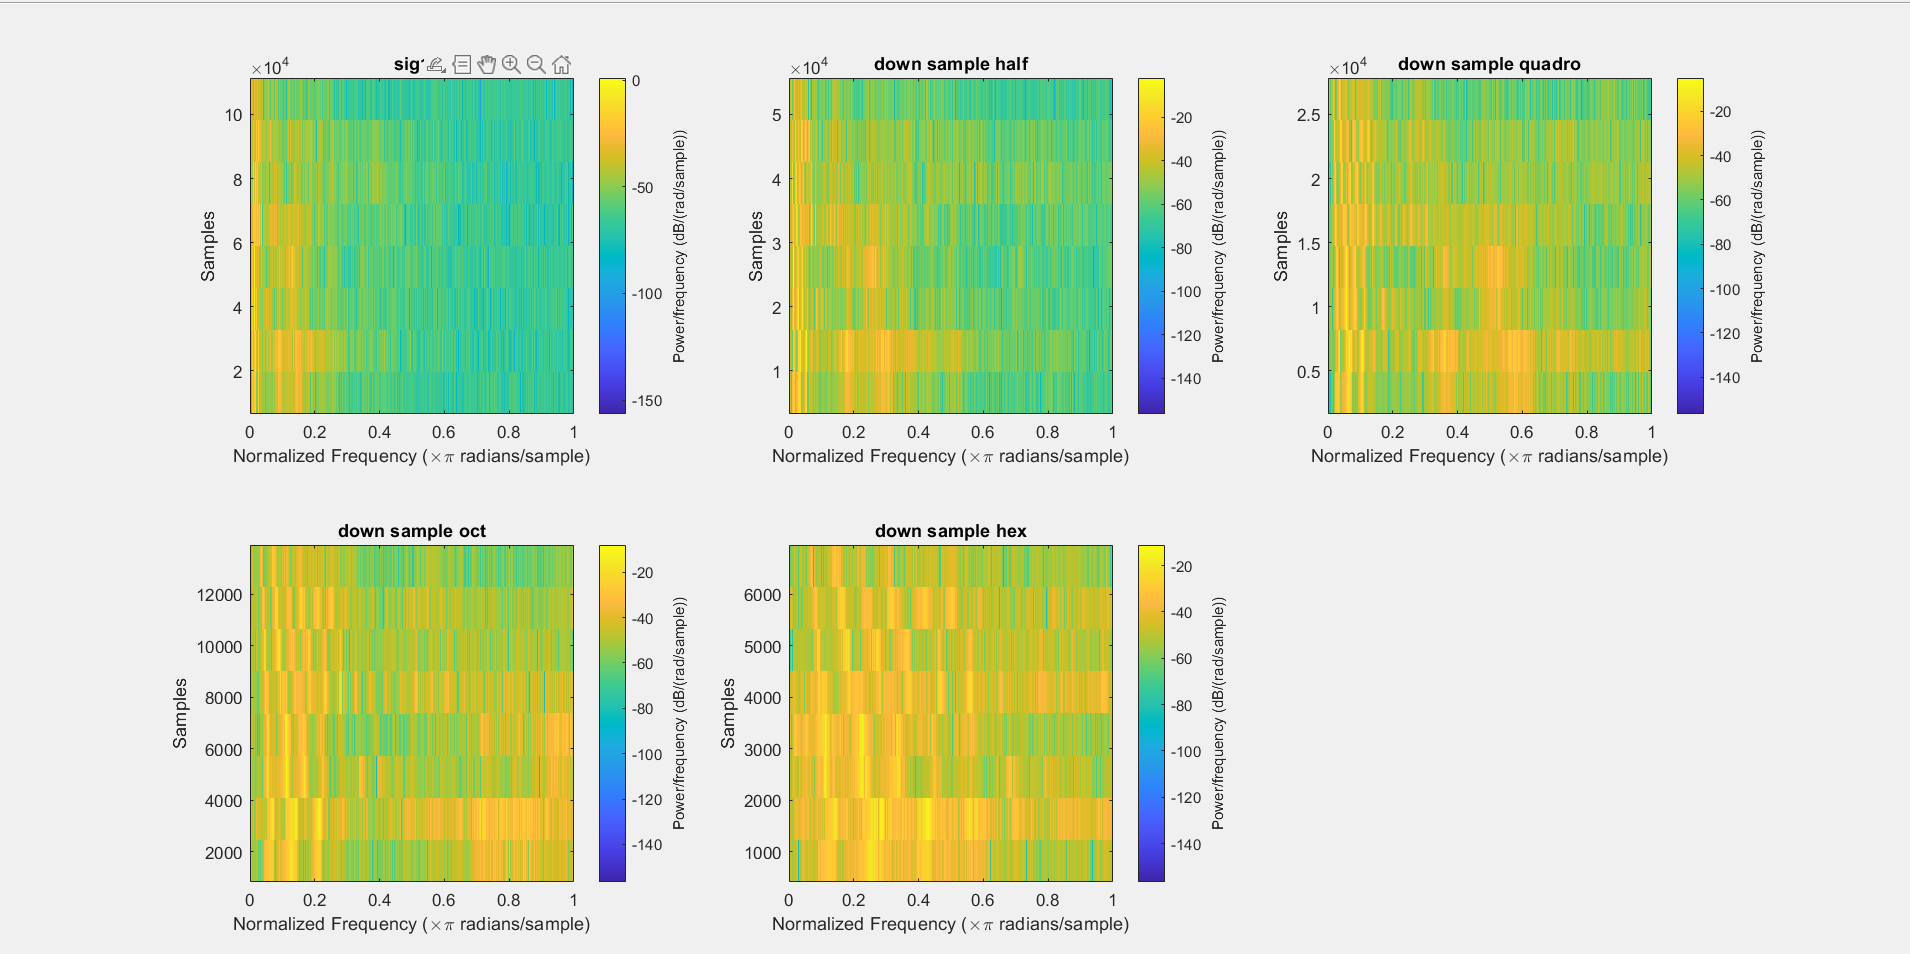 sig
×10⁴
10
8
6
4
2
0 0.2 0.4 0.6 0.8 1
Normalized Frequency (×π radians/sample)
Samples
0
-50
-100
-150
Power/frequency (dB/(rad/sample))
down sample half
×10⁴
5
4
3
2
1
0 0.2 0.4 0.6 0.8 1
Normalized Frequency (×π radians/sample)
Samples
-20
-40
-60
-80
-100
-120
-140
Power/frequency (dB/(rad/sample))
down sample quadro
×10⁴
2.5
2
1.5
1
0.5
0 0.2 0.4 0.6 0.8 1
Normalized Frequency (×π radians/sample)
Samples
-20
-40
-60
-80
-100
-120
-140
Power/frequency (dB/(rad/sample))
down sample oct
12000
10000
8000
6000
4000
2000
0 0.2 0.4 0.6 0.8 1
Normalized Frequency (×π radians/sample)
Samples
-20
-40
-60
-80
-100
-120
-140
Power/frequency (dB/(rad/sample))
down sample hex
6000
5000
4000
3000
2000
1000
0 0.2 0.4 0.6 0.8 1
Normalized Frequency (×π radians/sample)
Samples
-20
-40
-60
-80
-100
-120
-140
Power/frequency (dB/(rad/sample))